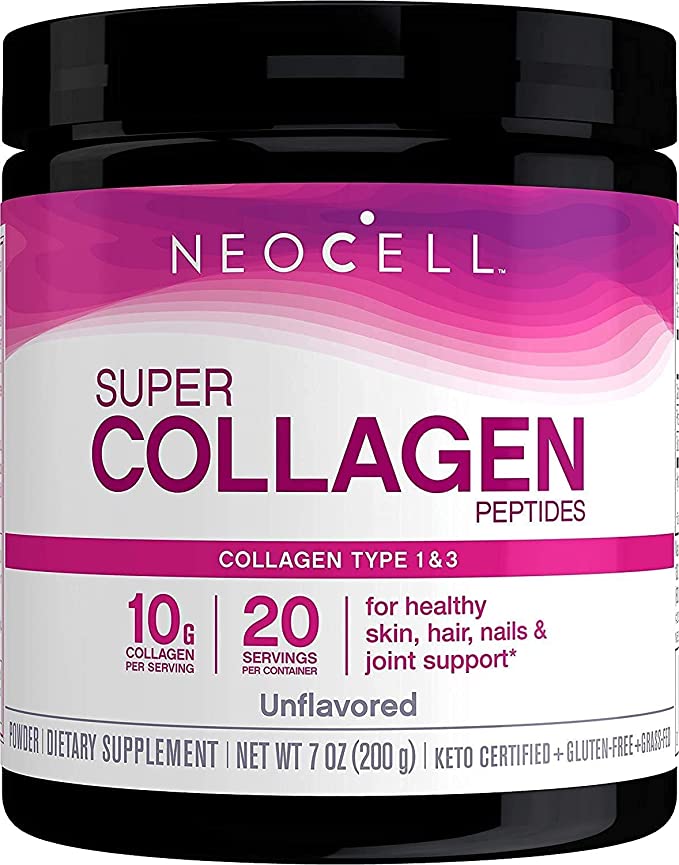 NEOCELL™
SUPER
COLLAGEN
PEPTIDES
COLLAGEN TYPE 1 & 3
10G
COLLAGEN
PER SERVING
20
SERVINGS
PER CONTAINER
for healthy
skin, hair, nails &
joint support*
Unflavored
POWDER | DIETARY SUPPLEMENT | NET WT 7 OZ (200 g) | KETO CERTIFIED + GLUTEN-FREE + GRASS-FED